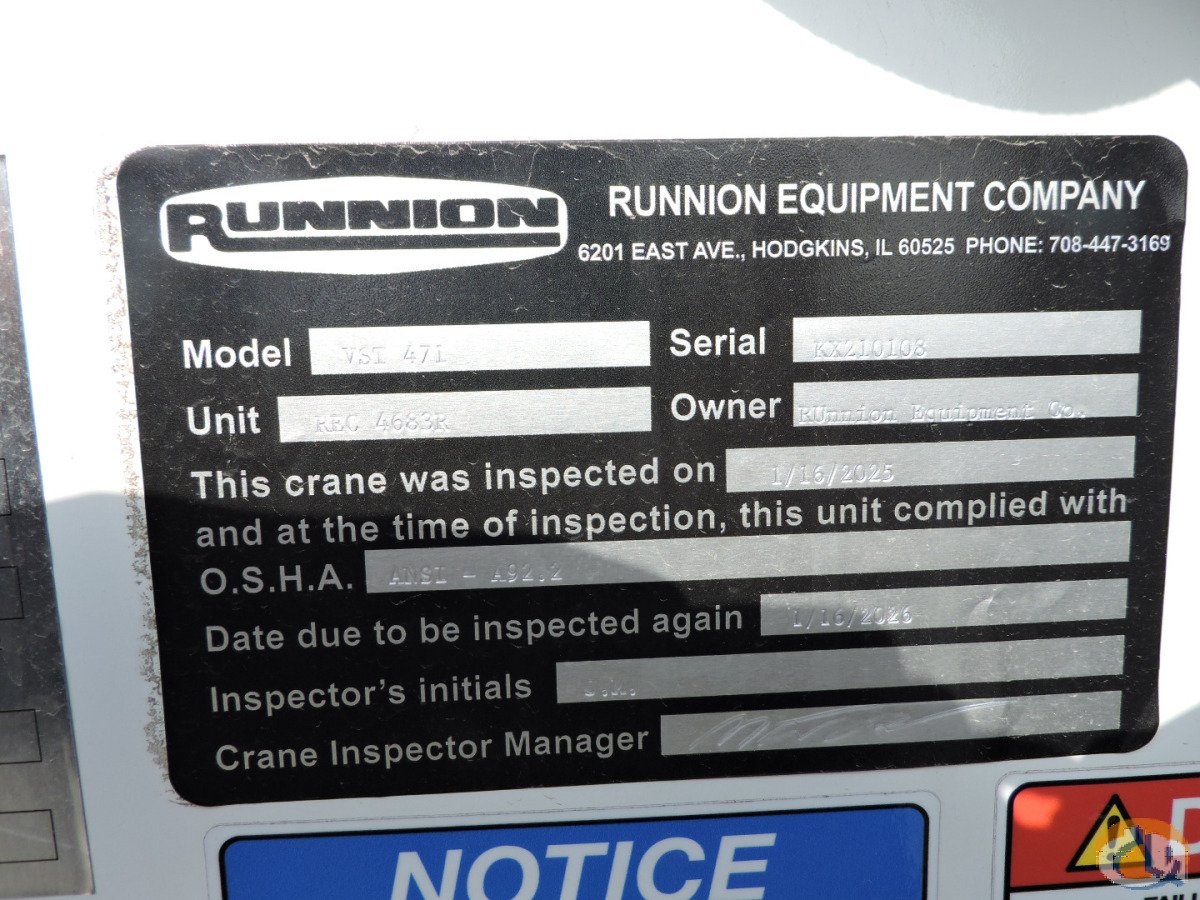 RUNNION
RUNNION EQUIPMENT COMPANY
6201 EAST AVE., HODGKINS, IL 60525 PHONE: 708-447-3169
Model VST 47I Serial KX210108
Unit REC 4683R Owner RUnnion Equipment Co.
This crane was inspected on 1/16/2025
and at the time of inspection, this unit complied with
O.S.H.A. ANSI - A92.2
Date due to be inspected again 1/16/2026
Inspector's initials
Crane Inspector Manager
NOTICE